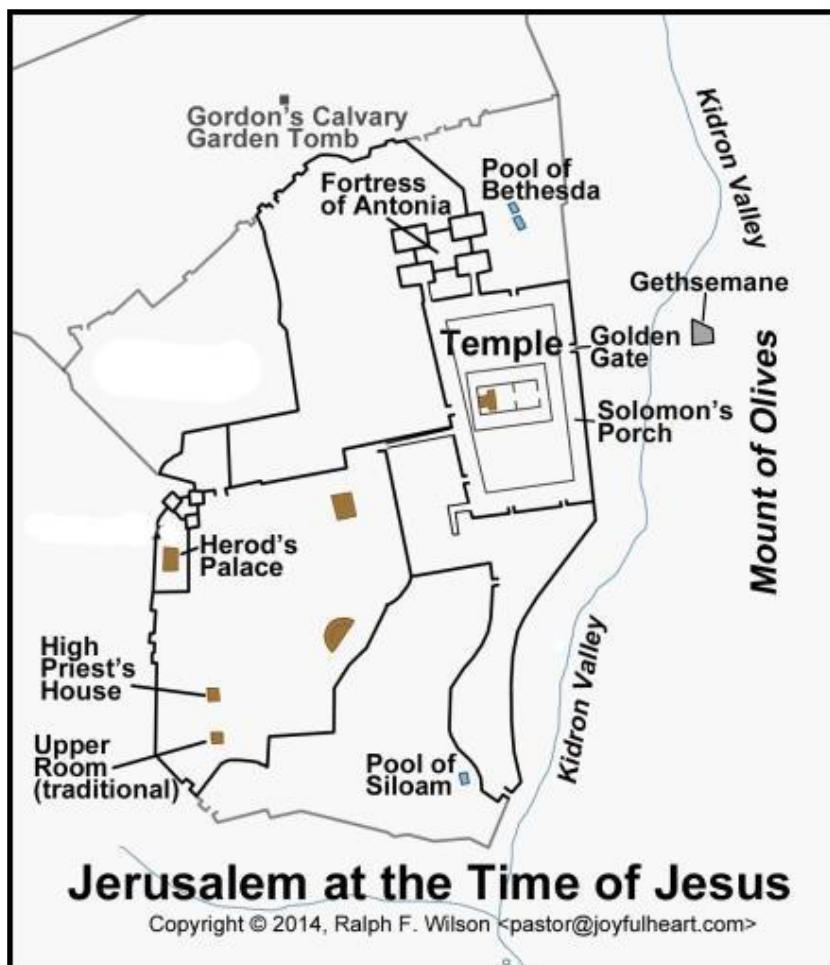 Gordon's Calvary
Garden Tomb
Kidron Valley
Pool of
Bethesda
Fortress
of Antonia
Gethsemane
Temple
Golden
Gate
Mount of Olives
Solomon's
Porch
Herod's
Palace
High
Priest's
House
Kidron Valley
Upper
Room
(traditional)
Pool of
Siloam
Jerusalem at the Time of Jesus
Copyright © 2014, Ralph F. Wilson <pastor@joyfulheart.com>